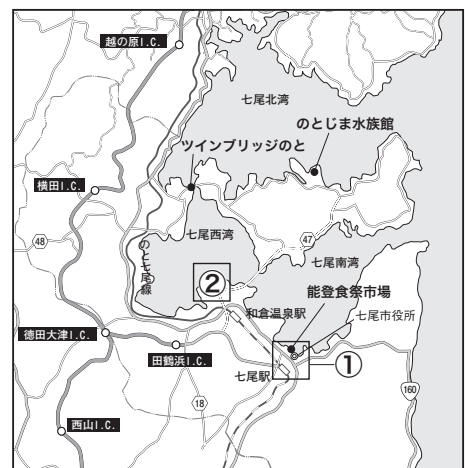 越の原I.C.
七尾北湾
のとじま水族館
ツインブリッジのと
横田I.C.
48
七尾西湾
47
のと七尾線
七尾南湾
②
能登食祭市場
和倉温泉駅
七尾市役所
徳田大津I.C.
田鶴浜I.C.
七尾駅
①
18
160
西山I.C.